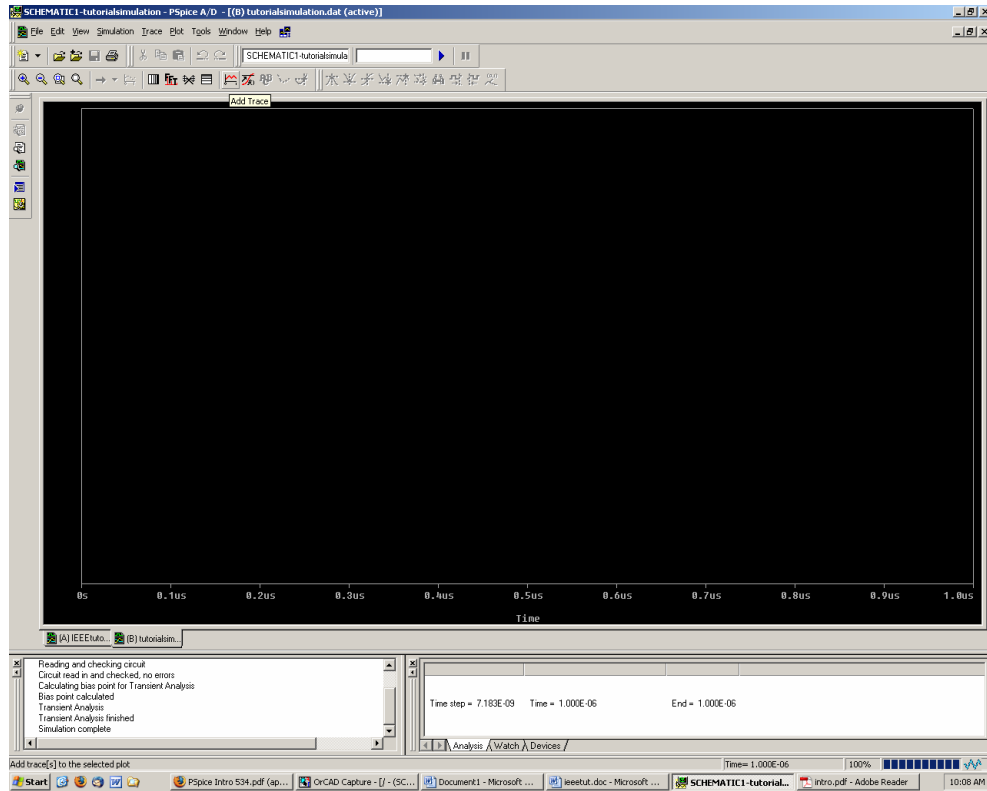 SCHEMATIC1-tutorialsimulation - PSpice A/D - [(B) tutorialsimulation.dat (active)]
File Edit View Simulation Trace Plot Tools Window Help
SCHEMATIC1-tutorialsimula
Add Trace
0s 0.1us 0.2us 0.3us 0.4us 0.5us 0.6us 0.7us 0.8us 0.9us 1.0us
Time
(A) IEEEtuto... (B) tutorialsim...
Reading and checking circuit
Circuit read in and checked, no errors
Calculating bias point for Transient Analysis
Bias point calculated
Transient Analysis
Transient Analysis finished
Simulation complete
Time step = 7.183E-09 Time = 1.000E-06 End = 1.000E-06
Analysis Watch Devices
Add trace[s] to the selected plot Time= 1.000E-06 100%
Start PSpice Intro 534.pdf (ap... OrCAD Capture - [/ - (SC... Document1 - Microsoft ... ieeetut.doc - Microsoft ... SCHEMATIC1-tutorial... intro.pdf - Adobe Reader 10:08 AM